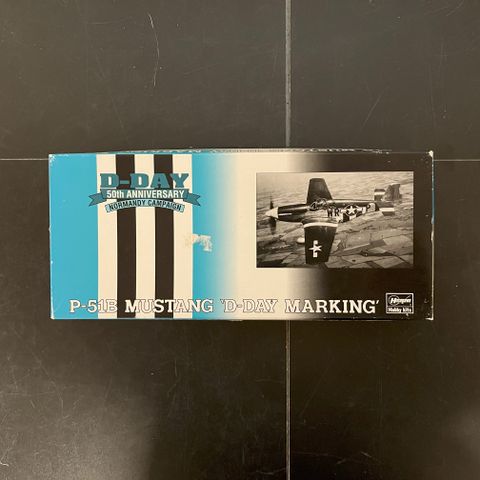 D-DAY
50th ANNIVERSARY
NORMANDY CAMPAIGN
P-51B MUSTANG 'D-DAY MARKING'
Hasegawa
Hobby kits